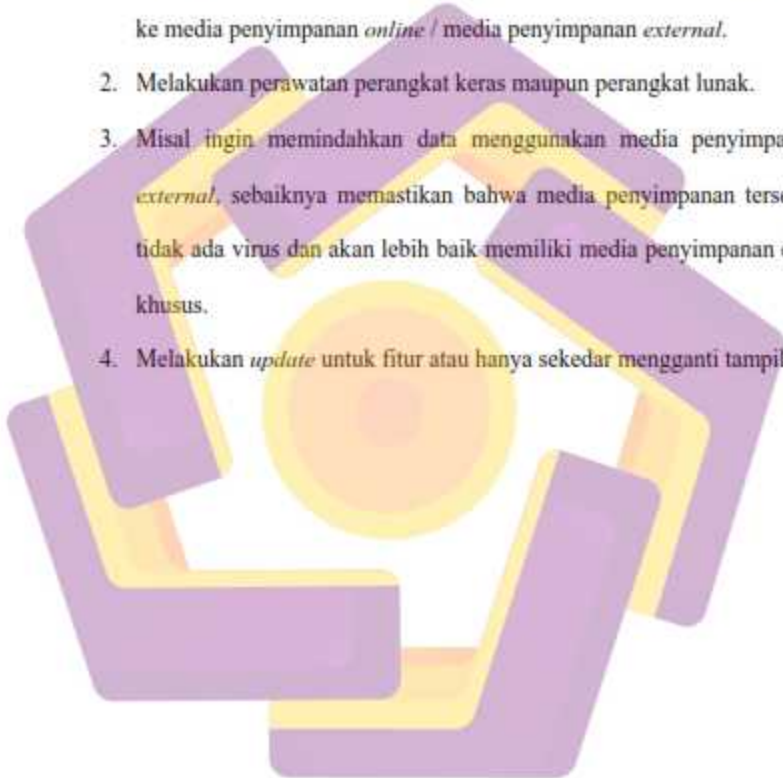 ke media penyimpanan online / media penyimpanan external.
2. Melakukan perawatan perangkat keras maupun perangkat lunak.
3. Misal ingin memindahkan data menggunakan media
external, sebaiknya memastikan bahwa media penyimpanan
tidak ada virus dan akan lebih baik memiliki media penyimpanan
khusus.
4. Melakukan update untuk fitur atau hanya sekedar mengganti